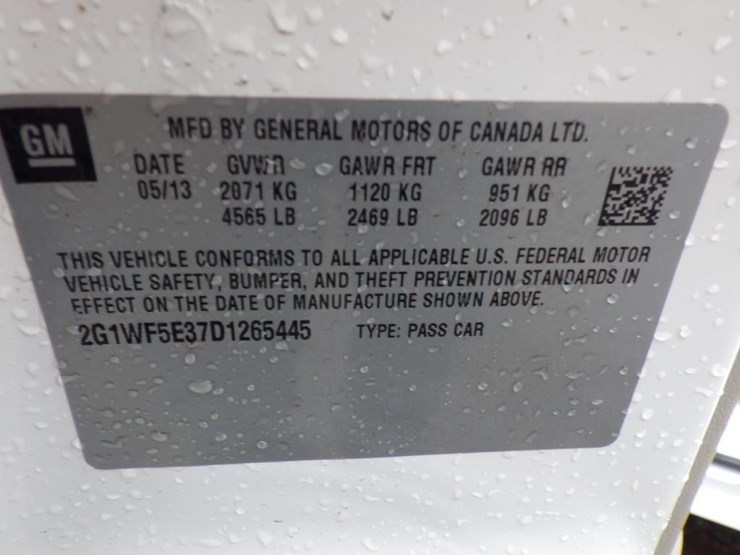 GM
MFD BY GENERAL MOTORS OF CANADA LTD.
DATE GVWR GAWR FRT GAWR RR
05/13 2071 KG 1120 KG 951 KG
4565 LB 2469 LB 2096 LB
THIS VEHICLE CONFORMS TO ALL APPLICABLE U.S. FEDERAL MOTOR
VEHICLE SAFETY, BUMPER, AND THEFT PREVENTION STANDARDS IN
EFFECT ON THE DATE OF MANUFACTURE SHOWN ABOVE.
2G1WF5E37D1265445 TYPE: PASS CAR